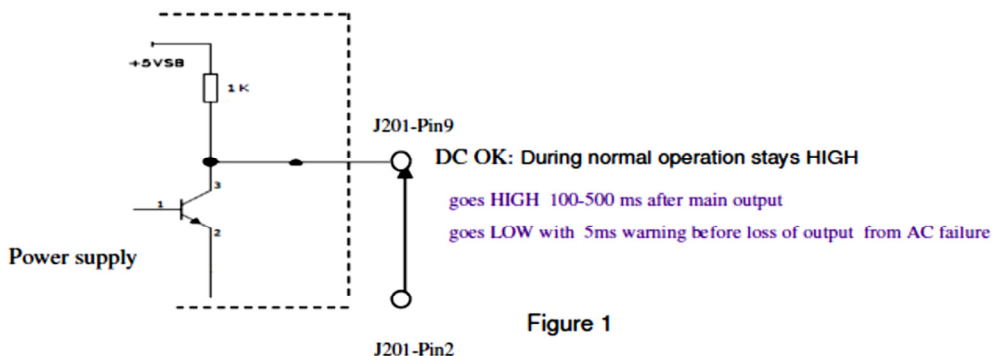 +5VSB
1K
J201-Pin9
DC OK: During normal operation stays HIGH
3
goes HIGH 100-500 ms after main output
1
2
goes LOW with 5ms warning before loss of output from AC failure
Power supply
Figure 1
J201-Pin2